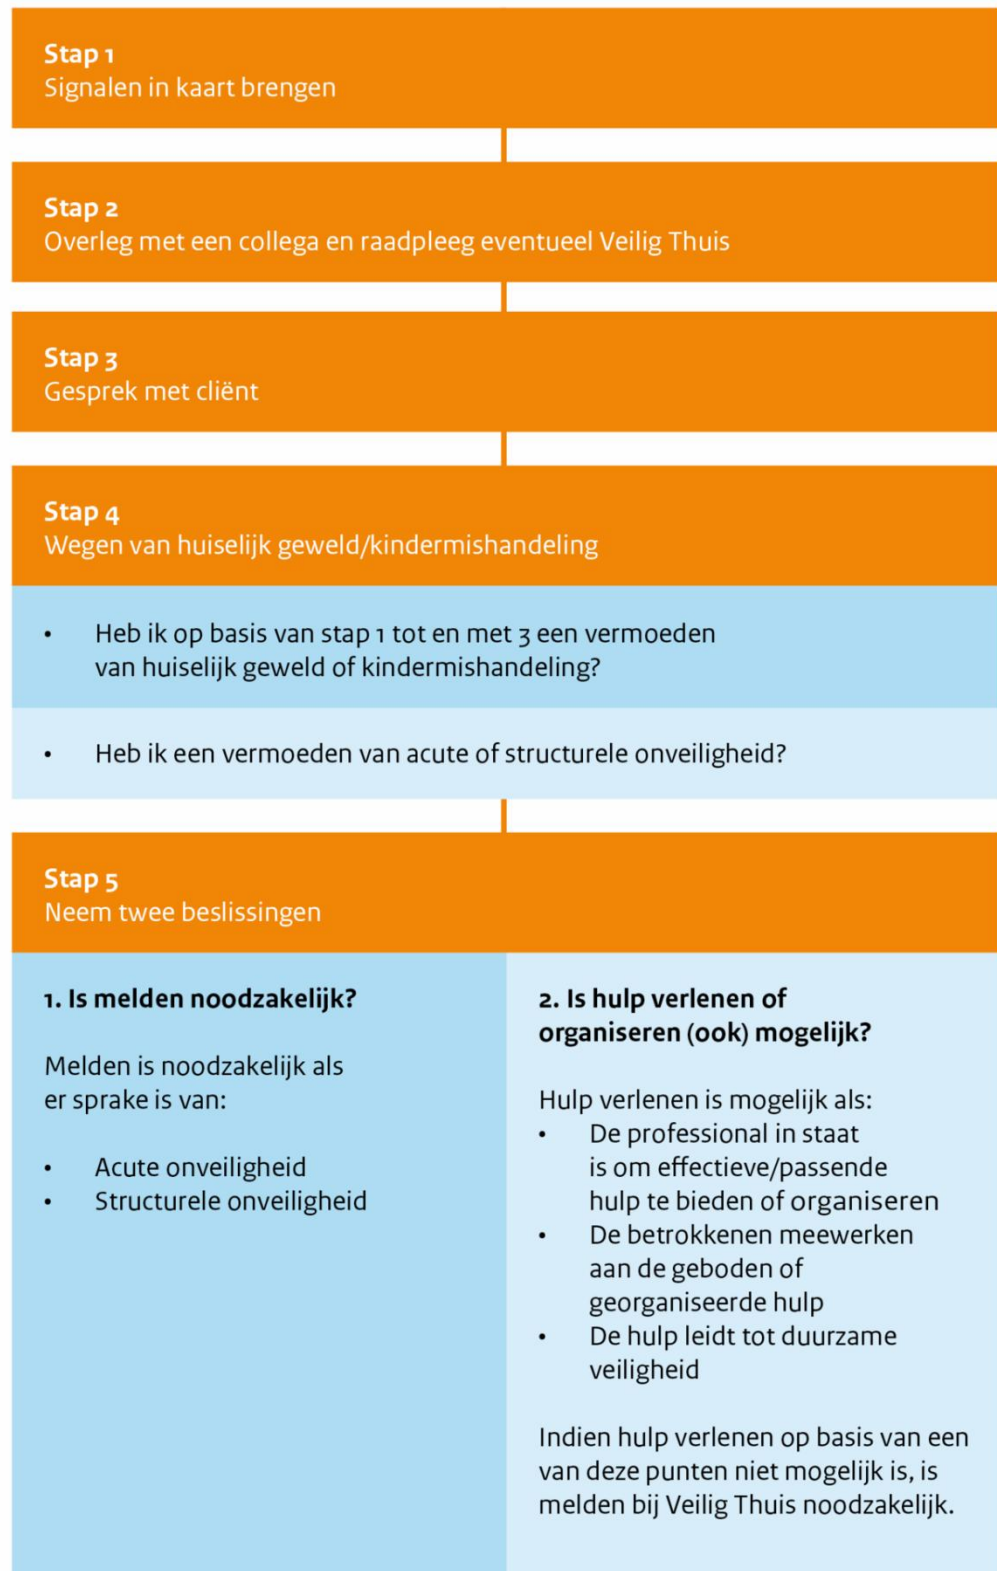 Stap 1
Signalen in kaart brengen
Stap 2
Overleg met een collega en raadpleeg eventueel Veilig Thuis
Stap 3
Gesprek met cliënt
Stap 4
Wegen van huiselijk geweld/kindermishandeling
• Heb ik op basis van stap 1 tot en met 3 een vermoeden
van huiselijk geweld of kindermishandeling?
• Heb ik een vermoeden van acute of structurele onveiligheid?
Stap 5
Neem twee beslissingen
1. Is melden noodzakelijk?
Melden is noodzakelijk als
er sprake is van:
• Acute onveiligheid
• Structurele onveiligheid
2. Is hulp verlenen of
organiseren (ook) mogelijk?
Hulp verlenen is mogelijk als:
• De professional in staat
is om effectieve/passende
hulp te bieden of organiseren
• De betrokkenen meewerken
aan de geboden of
georganiseerde hulp
• De hulp leidt tot duurzame
veiligheid
Indien hulp verlenen op basis van een
van deze punten niet mogelijk is, is
melden bij Veilig Thuis noodzakelijk.